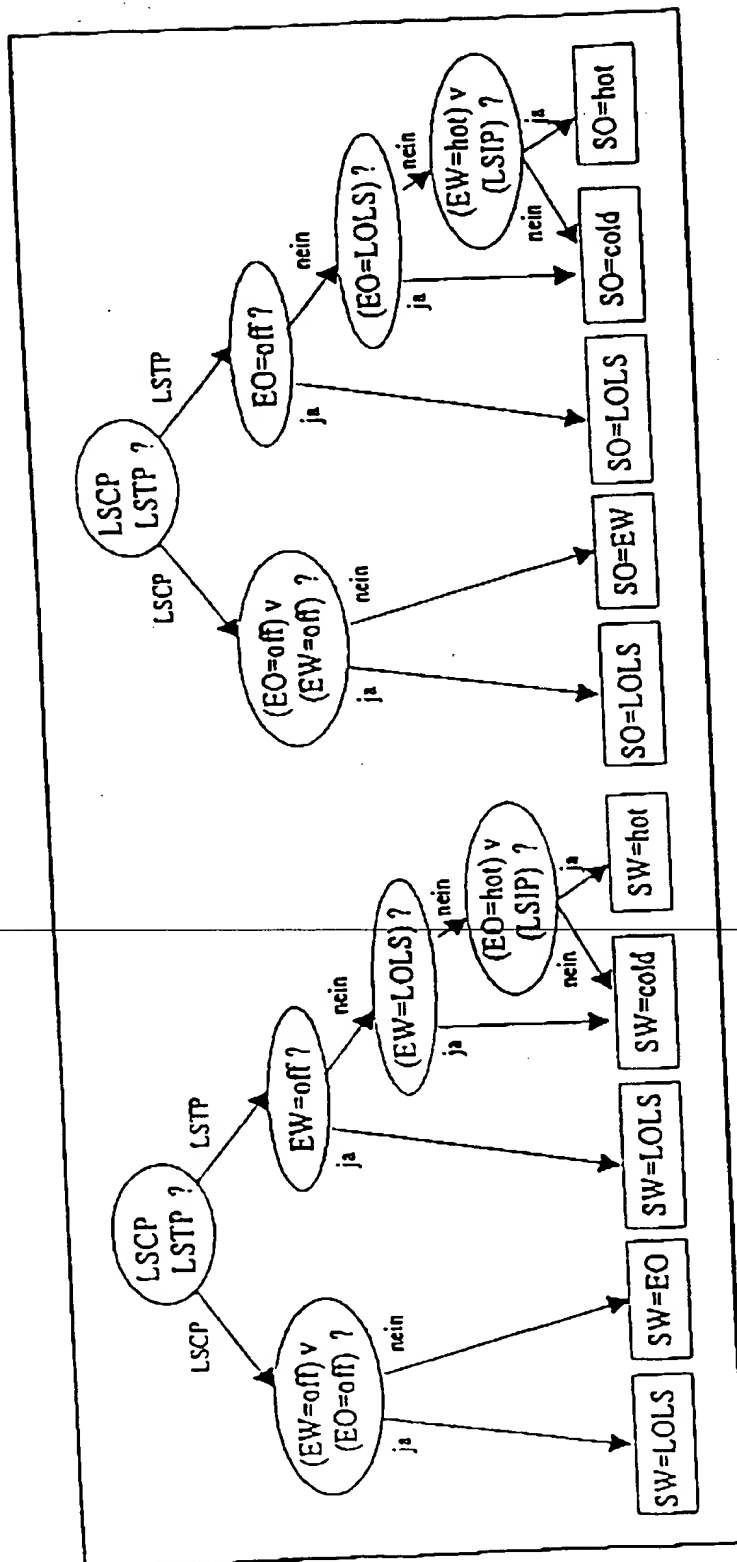 LSCP
LSTP ?
LSCP
LSTP
(EW=off) v
(EO=off) ?
EW=off ?
ja
nein
ja
nein
(EW=LOLS) ?
ja
nein
(EO=hot) v
(LSIP) ?
nein
ja
SW=LOLS
SW=EO
SW=LOLS
SW=cold
SW=hot
LSCP
LSTP ?
LSCP
LSTP
(EO=off) v
(EW=off) ?
EO=off ?
ja
nein
ja
nein
(EO=LOLS) ?
ja
nein
(EW=hot) v
(LSIP) ?
nein
ja
SO=LOLS
SO=EW
SO=LOLS
SO=cold
SO=hot